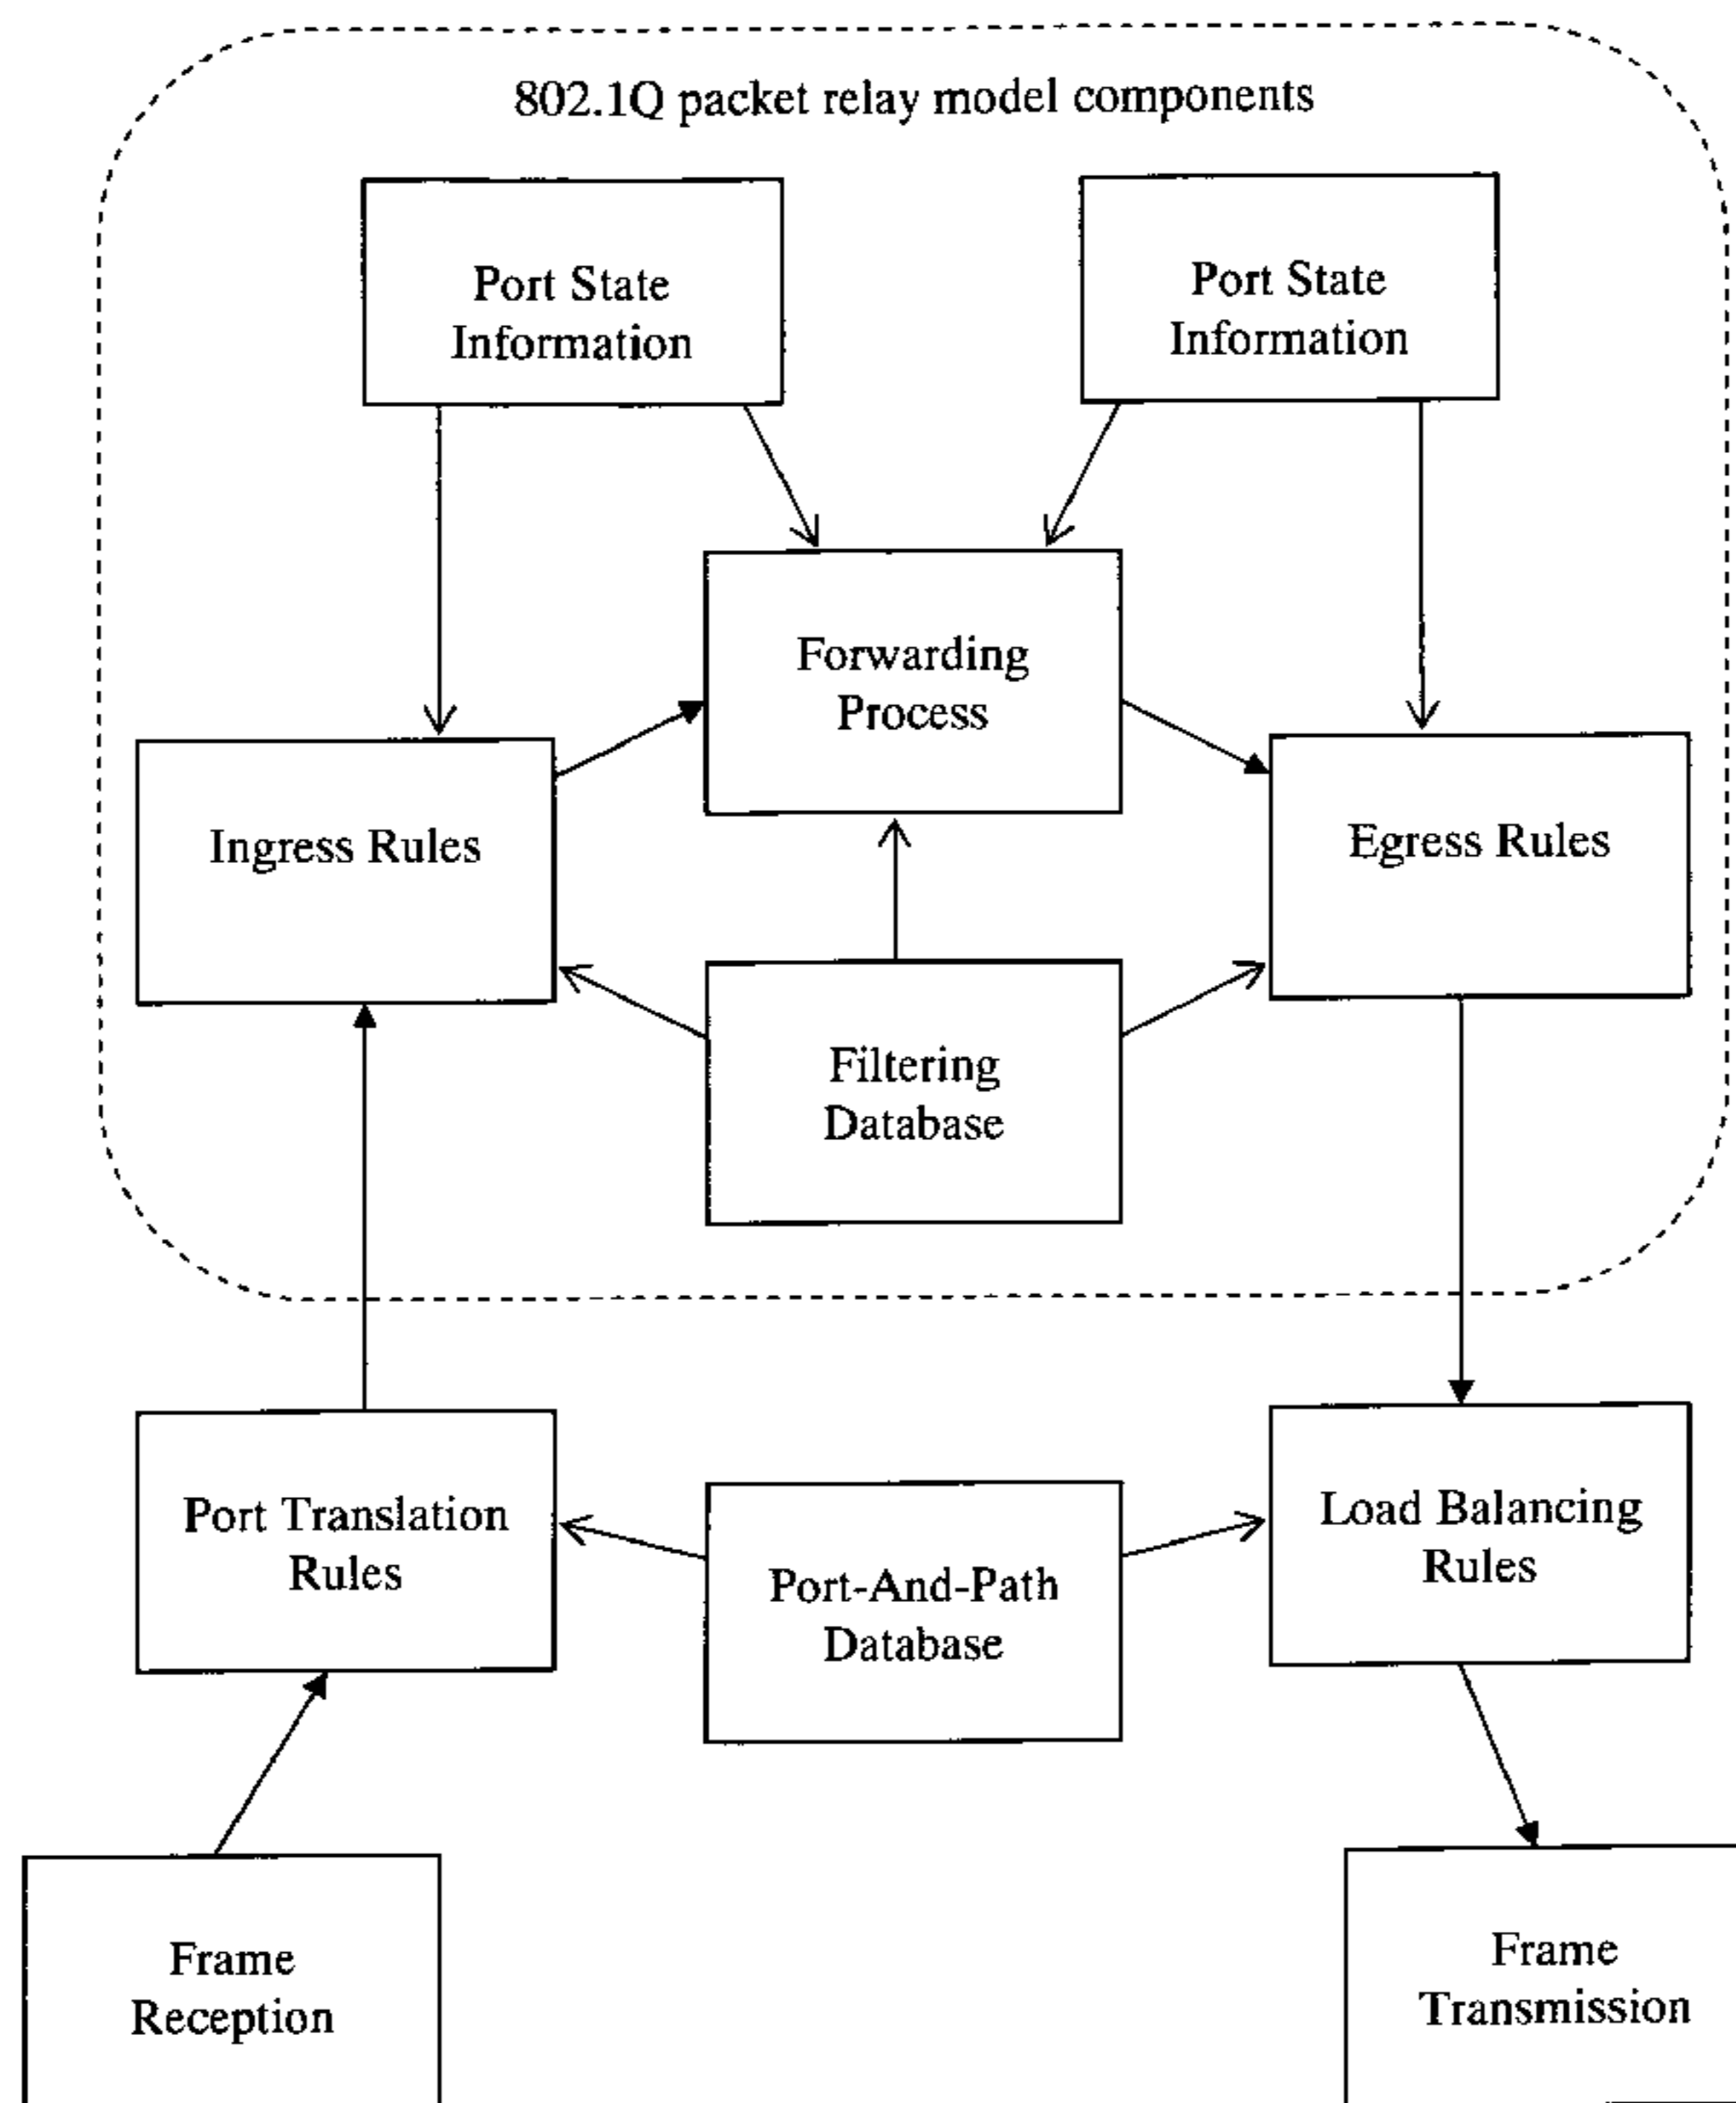 802.1Q packet relay model components
Port State
Information
Port State
Information
Forwarding
Process
Ingress Rules
Egress Rules
Filtering
Database
Port Translation
Rules
Port-And-Path
Database
Load Balancing
Rules
Frame
Reception
Frame
Transmission